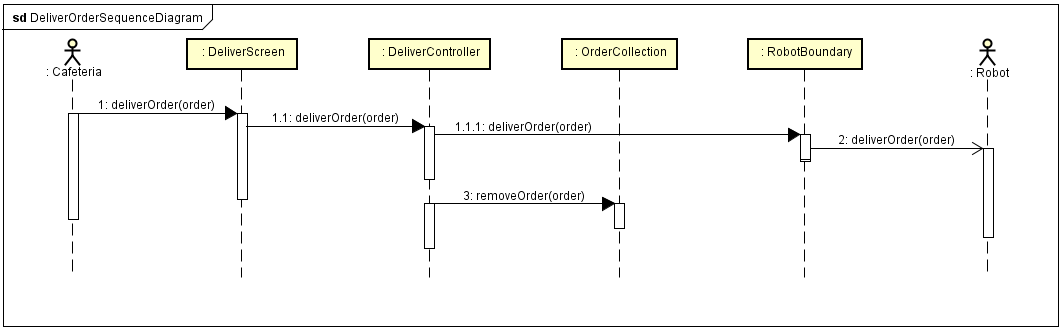 sd DeliverOrderSequenceDiagram
: Cafeteria
: DeliverScreen
: DeliverController
: OrderCollection
: RobotBoundary
: Robot
1: deliverOrder(order)
1.1: deliverOrder(order)
1.1.1: deliverOrder(order)
2: deliverOrder(order)
3: removeOrder(order)